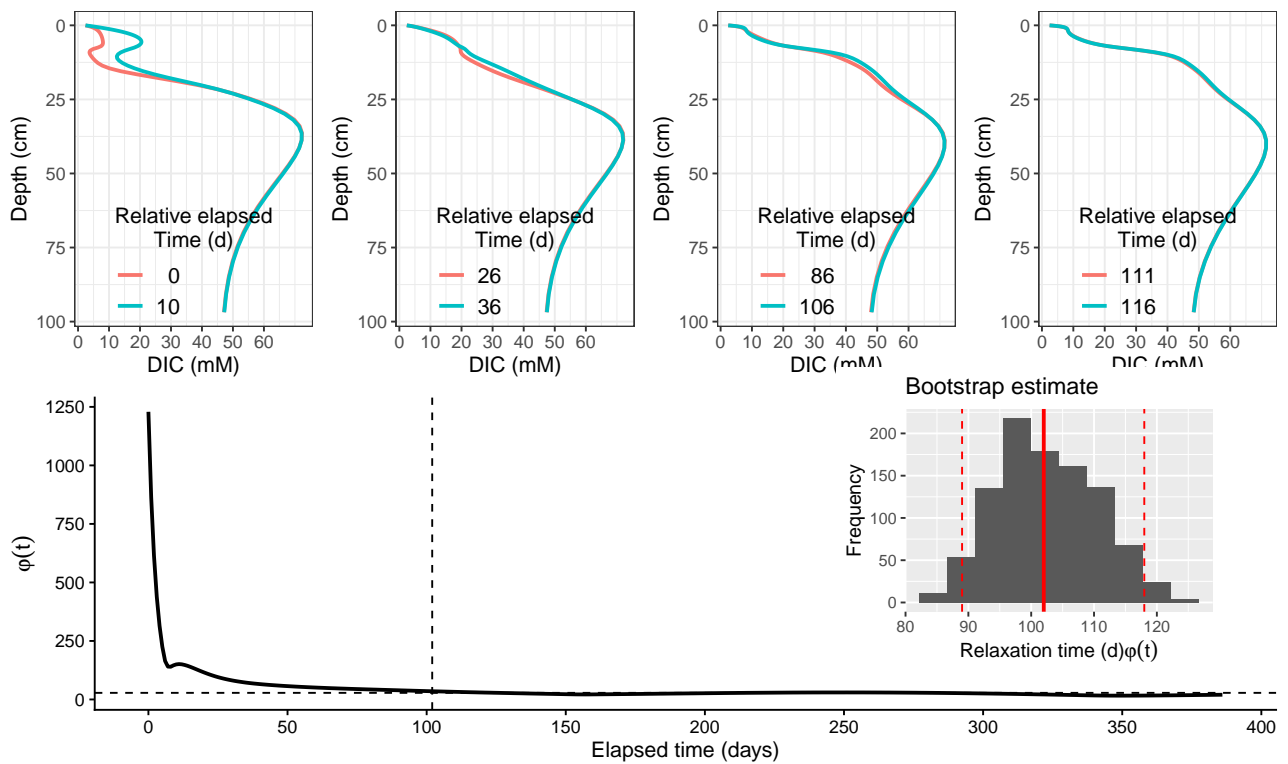 0
25
50
75
100
Depth (cm)
0 10 20 30 40 50 60
DIC (mM)
Relative elapsed
Time (d)
0
10
0
25
50
75
100
Depth (cm)
0 10 20 30 40 50 60
DIC (mM)
Relative elapsed
Time (d)
26
36
0
25
50
75
100
Depth (cm)
0 10 20 30 40 50 60
DIC (mM)
Relative elapsed
Time (d)
86
106
0
25
50
75
100
Depth (cm)
0 10 20 30 40 50 60
DIC (mM)
Relative elapsed
Time (d)
111
116
1250
1000
750
500
250
0
φ(t)
0 50 100 150 200 250 300 350 400
Elapsed time (days)
Bootstrap estimate
200
150
100
50
0
Frequency
80 90 100 110 120
Relaxation time (d)φ(t)